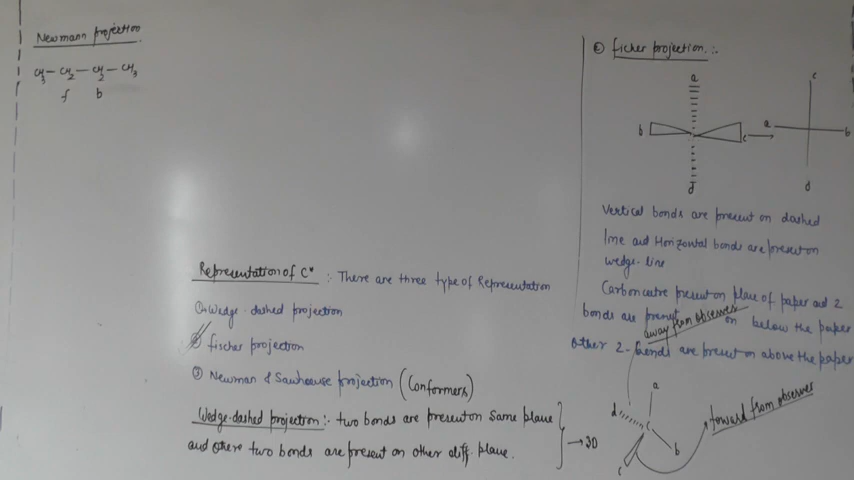 Newmann projection
CH3 — CH2 — CH2 — CH3
f b
Representation of C* :- There are three type of Representation
① Wedge-dashed projection
② fischer projection
③ Newman & Sawheuse projection (Conformers)
Wedge-dashed projection :- two bonds are present on same plane
and othere two bonds are present on other diff. plane.
→ 3D
② ficher projection :-
a
b
c
d
c
a
b
d
Vertical bonds are present on dashed
line and Horizontal bonds are present on
wedge-line
Carbon centre present on plane of paper and 2
bonds are present on below the paper
away from observer
Other 2-bends are present on above the paper
a
d
C
b
c
toward from observer